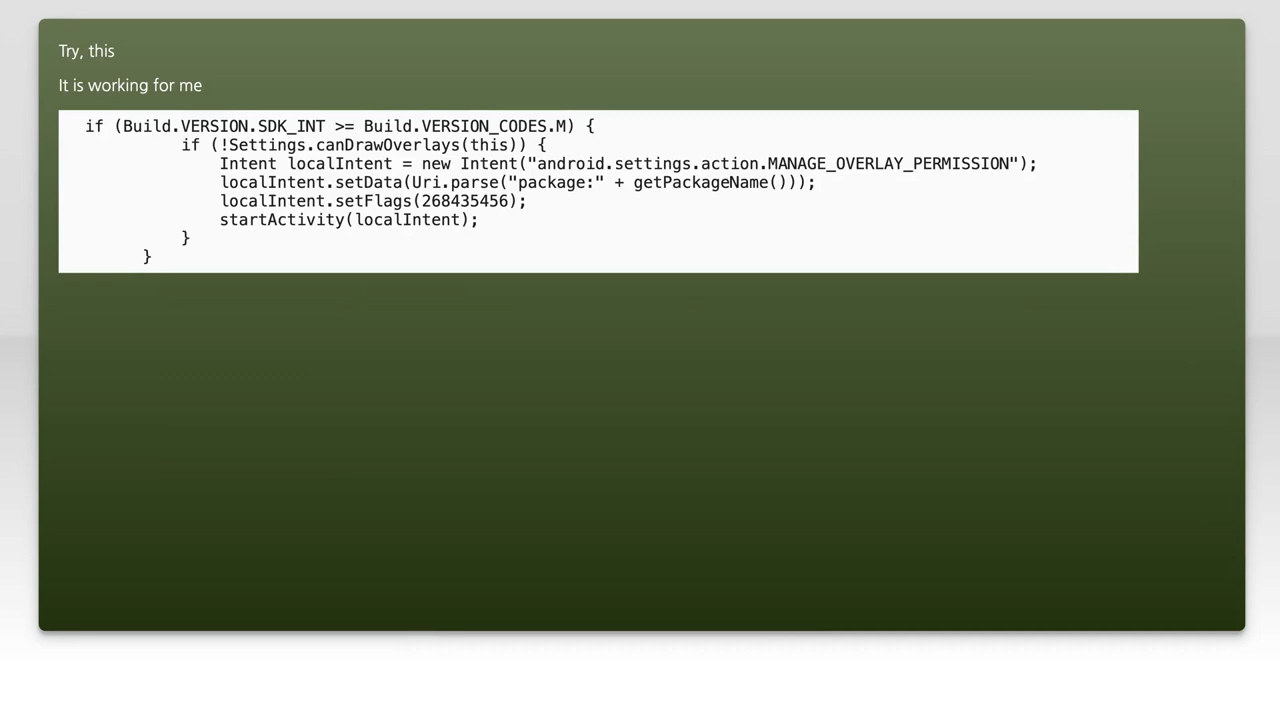 Try, this
It is working for me
if (Build.VERSION.SDK_INT >= Build.VERSION_CODES.M) {
if (!Settings.canDrawOverlays(this)) {
Intent localIntent = new Intent("android.settings.action.MANAGE_OVERLAY_PERMISSION");
localIntent.setData(Uri.parse("package:" + getPackageName()));
localIntent.setFlags(268435456);
startActivity(localIntent);
}
}